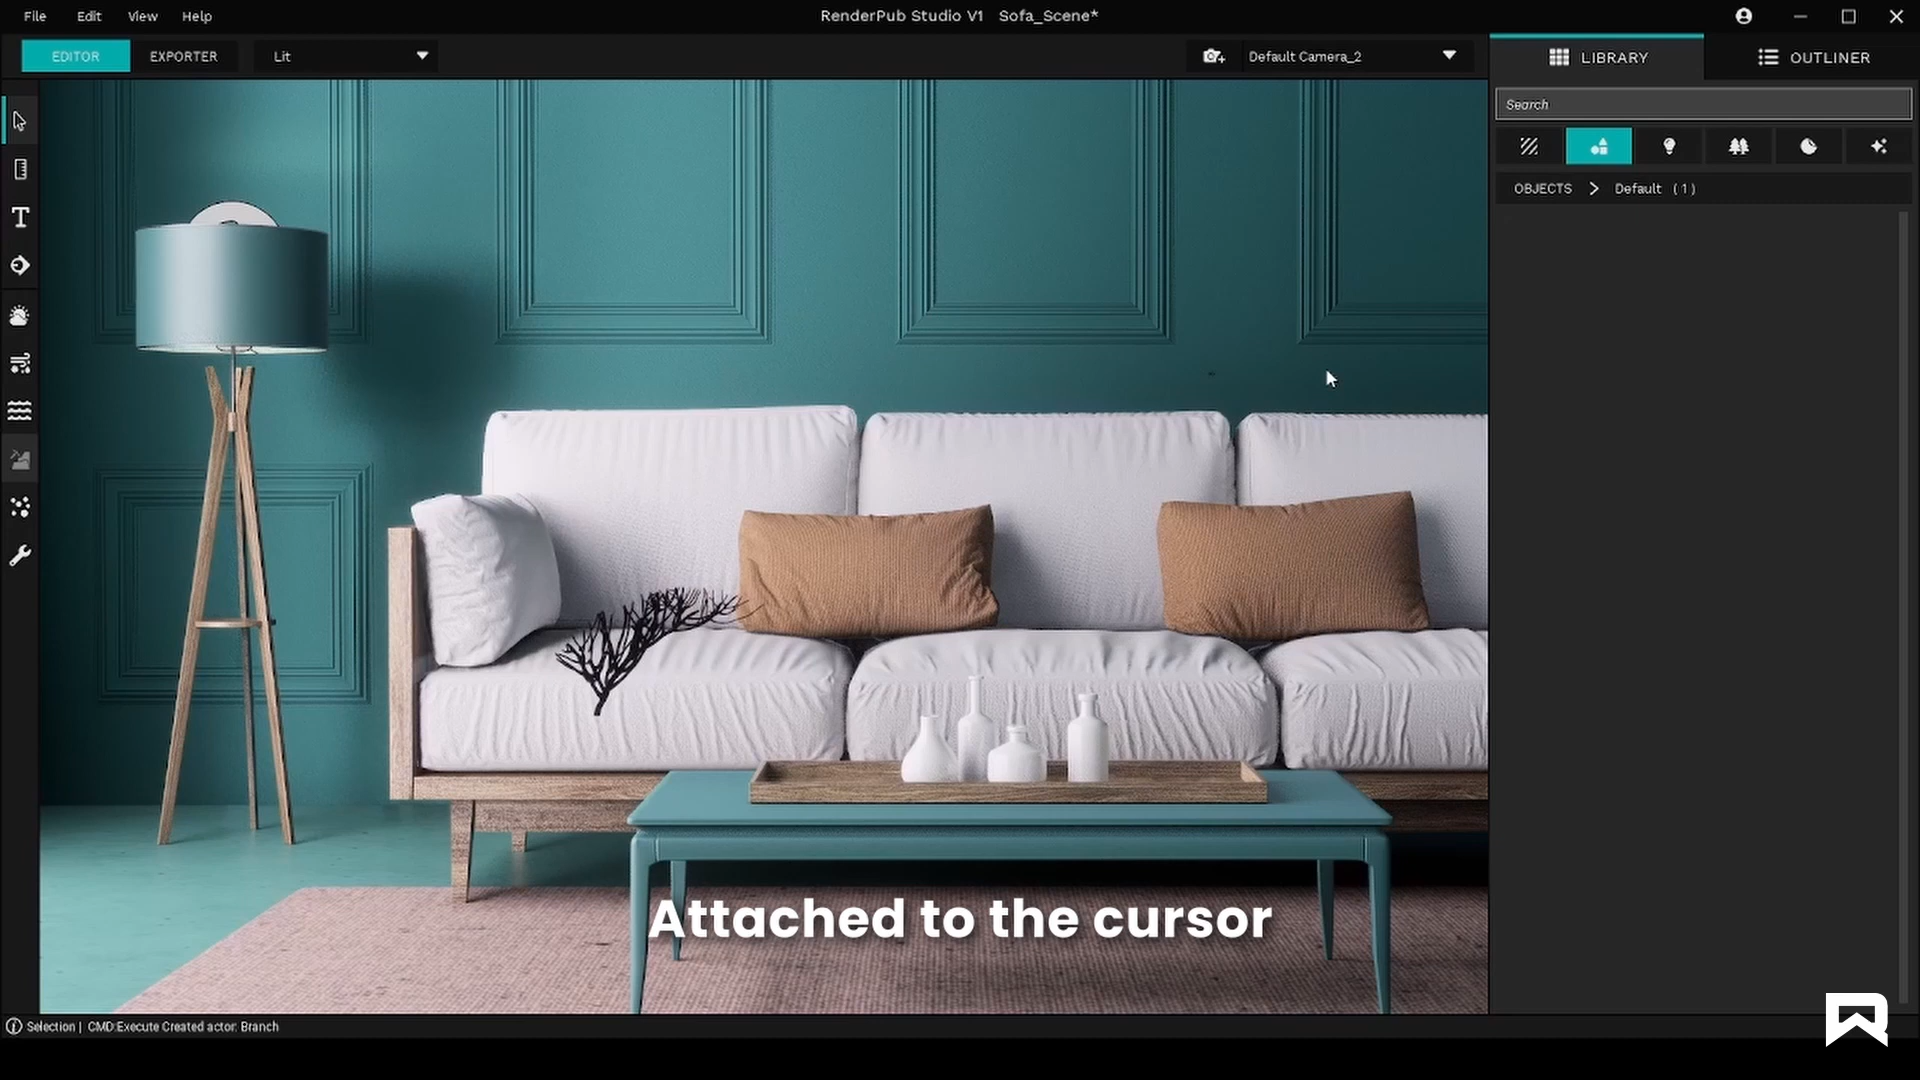 File Edit View Help
RenderPub Studio V1 Sofa_Scene*
EDITOR EXPORTER Lit
Default Camera_2
LIBRARY OUTLINER
Search
OBJECTS > Default (1)
Attached to the cursor
Selection | CMD:Execute Created actor: Branch